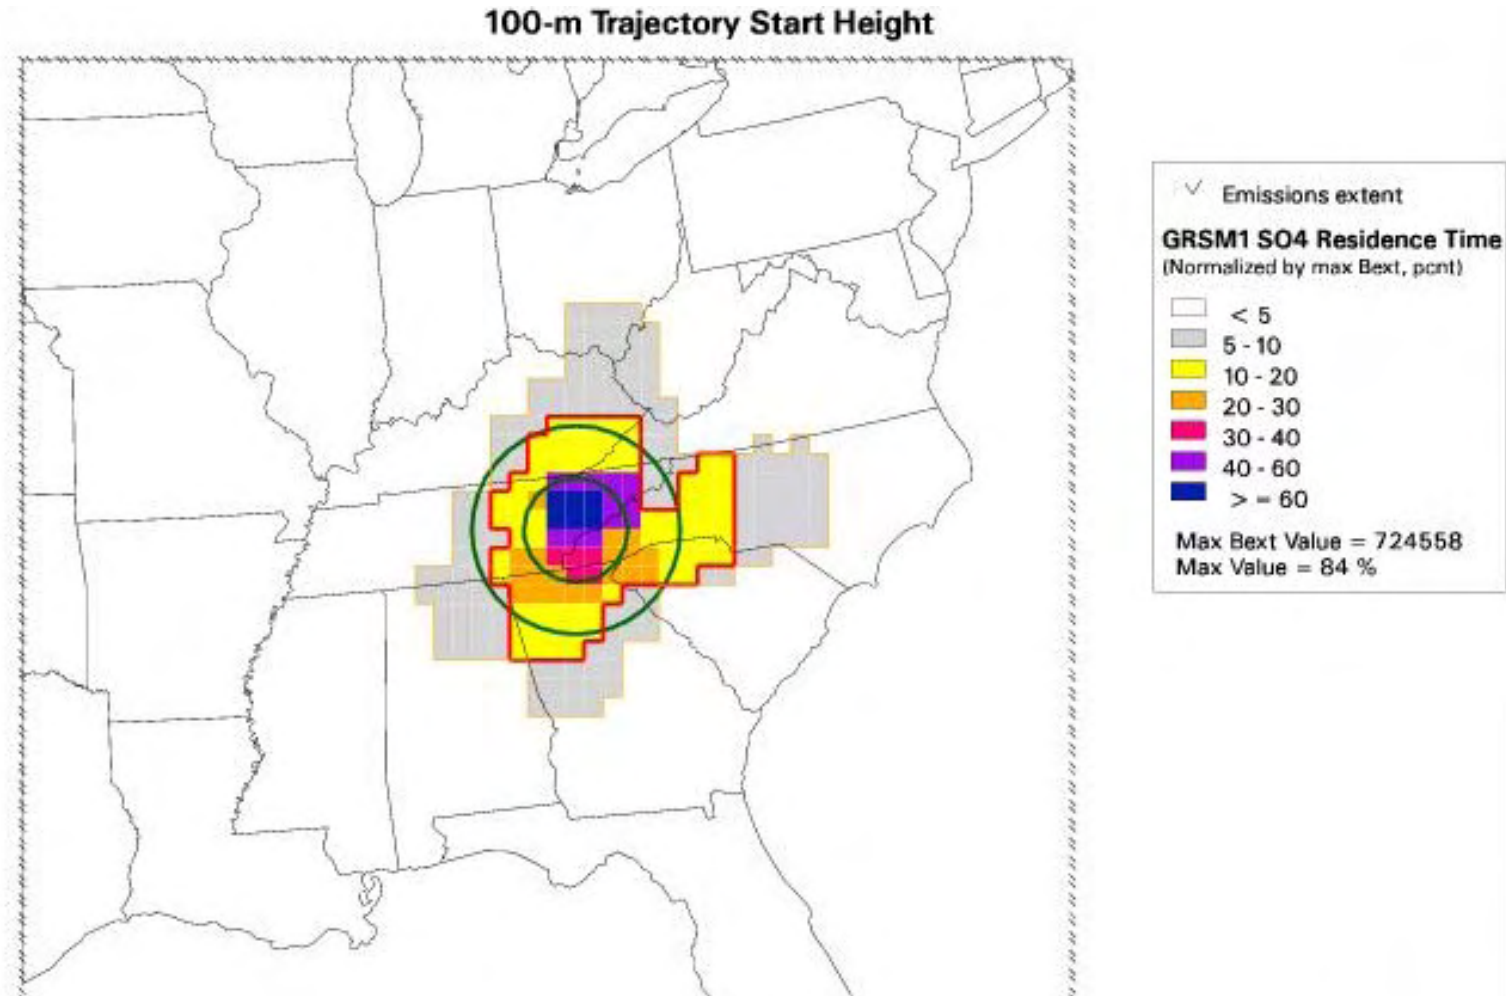 100-m Trajectory Start Height
Emissions extent
GRSM1 SO4 Residence Time
(Normalized by max Bext, pcnt)
< 5
5 - 10
10 - 20
20 - 30
30 - 40
40 - 60
> = 60
Max Bext Value = 724558
Max Value = 84 %